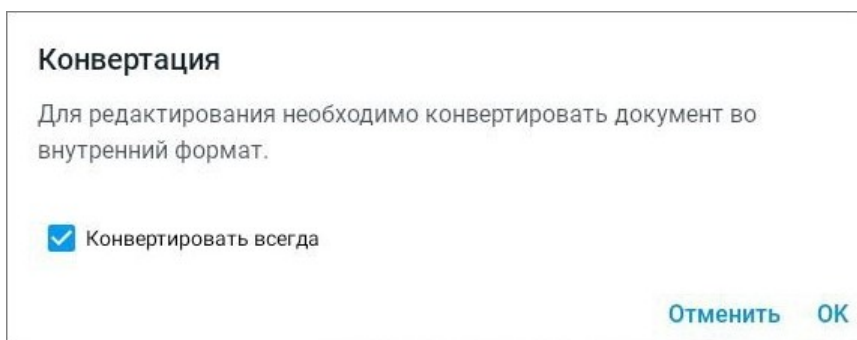 Конвертация
Для редактирования необходимо конвертировать документ во
внутренний формат.
Конвертировать всегда
Отменить OK